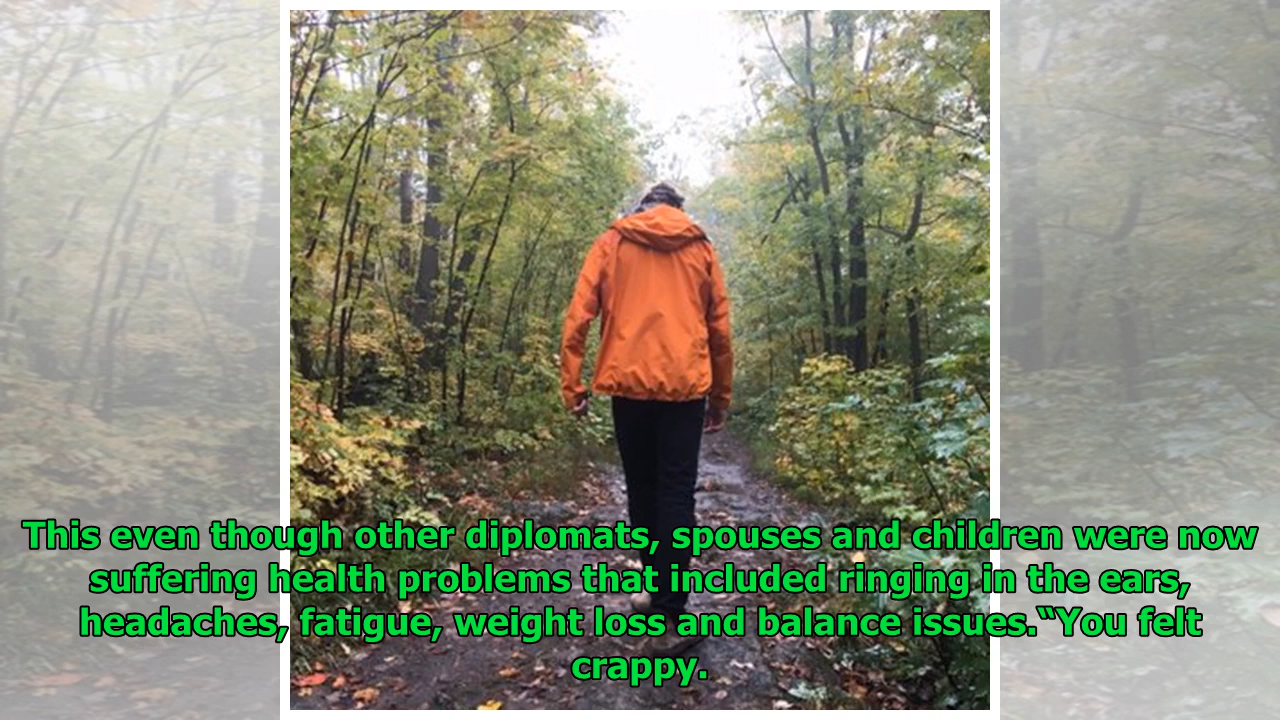 This even though other diplomats, spouses and children were now
suffering health problems that included ringing in the ears,
headaches, fatigue, weight loss and balance issues.“You felt
crappy.